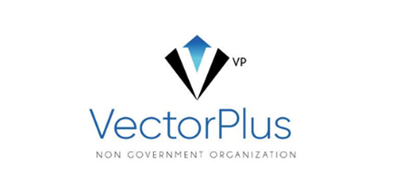 VP
VectorPlus
NON GOVERNMENT ORGANIZATION